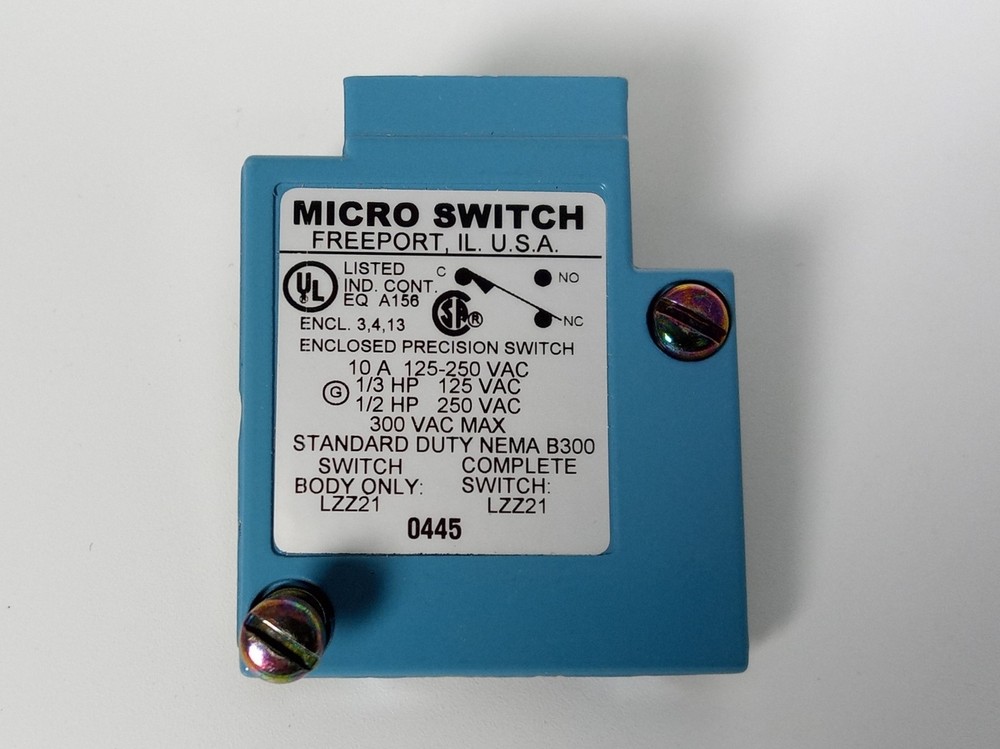 MICRO SWITCH
FREEPORT, IL. U.S.A.
UL ® LISTED
IND. CONT.
EQ A156
C NO
NC
SA ®
ENCL. 3,4,13
ENCLOSED PRECISION SWITCH
10 A 125-250 VAC
G 1/3 HP 125 VAC
1/2 HP 250 VAC
300 VAC MAX
STANDARD DUTY NEMA B300
SWITCH COMPLETE
BODY ONLY: SWITCH:
LZZ21 LZZ21
0445